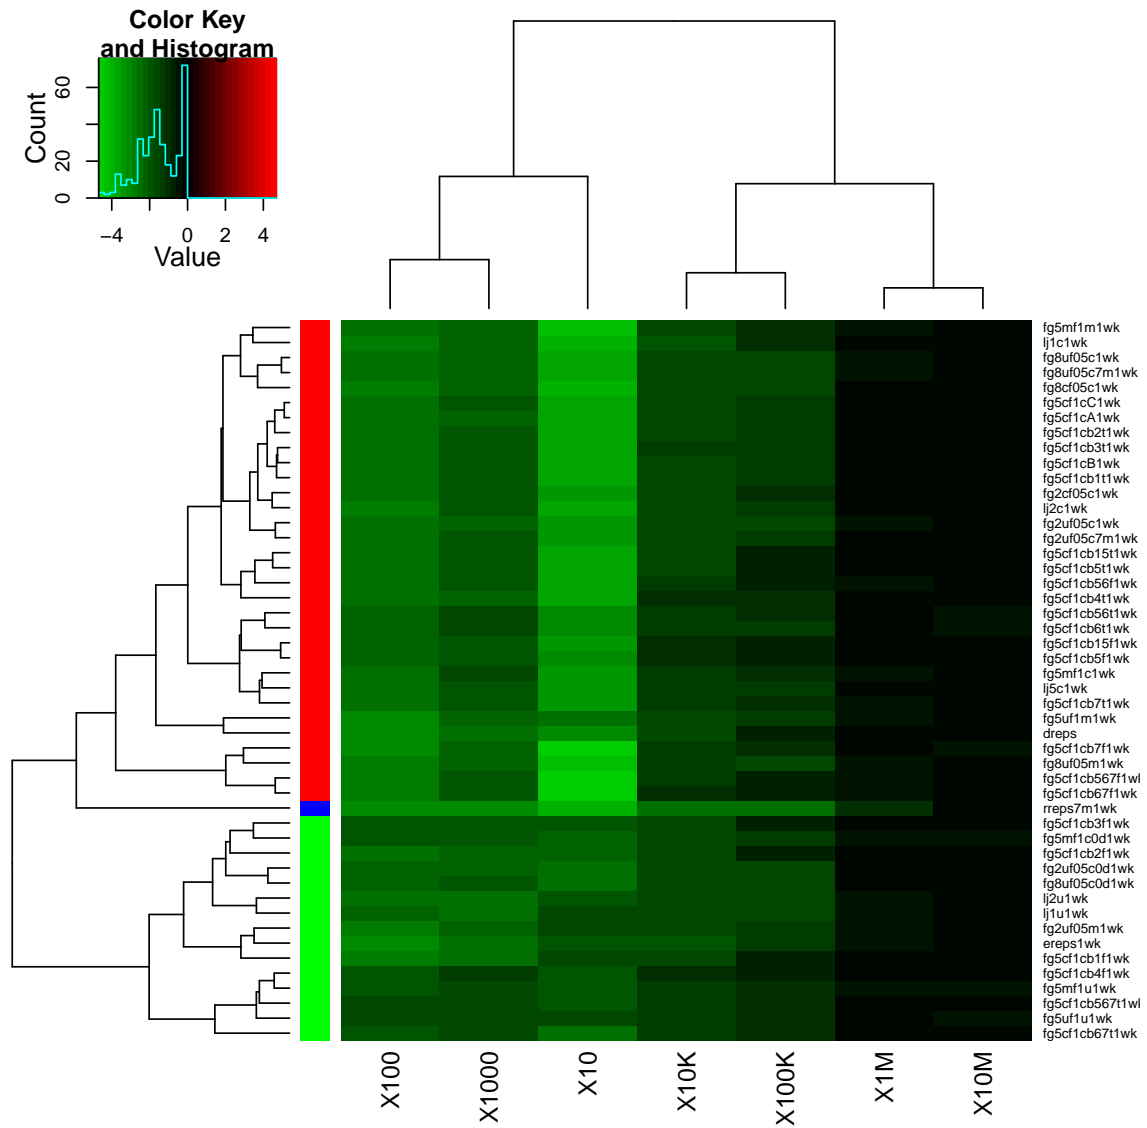 Color Key
and Histogram
Count
0 20 60
−4 0 2 4
Value
fg5mf1m1wk
lj1c1wk
fg8uf05c1wk
fg8uf05c7m1wk
fg8cf05c1wk
fg5cf1cC1wk
fg5cf1cA1wk
fg5cf1cb2t1wk
fg5cf1cb3t1wk
fg5cf1cB1wk
fg5cf1cb1t1wk
fg2cf05c1wk
lj2c1wk
fg2uf05c1wk
fg2uf05c7m1wk
fg5cf1cb15t1wk
fg5cf1cb5t1wk
fg5cf1cb56f1wk
fg5cf1cb4t1wk
fg5cf1cb56t1wk
fg5cf1cb6t1wk
fg5cf1cb15f1wk
fg5cf1cb5f1wk
fg5mf1c1wk
lj5c1wk
fg5cf1cb7t1wk
fg5uf1m1wk
dreps
fg5cf1cb7f1wk
fg8uf05m1wk
fg5cf1cb567f1wl
fg5cf1cb67f1wk
rreps7m1wk
fg5cf1cb3f1wk
fg5mf1c0d1wk
fg5cf1cb2f1wk
fg2uf05c0d1wk
fg8uf05c0d1wk
lj2u1wk
lj1u1wk
fg2uf05m1wk
ereps1wk
fg5cf1cb1f1wk
fg5cf1cb4f1wk
fg5mf1u1wk
fg5cf1cb567t1wl
fg5uf1u1wk
fg5cf1cb67t1wk
X100 X1000 X10 X10K X100K X1M X10M